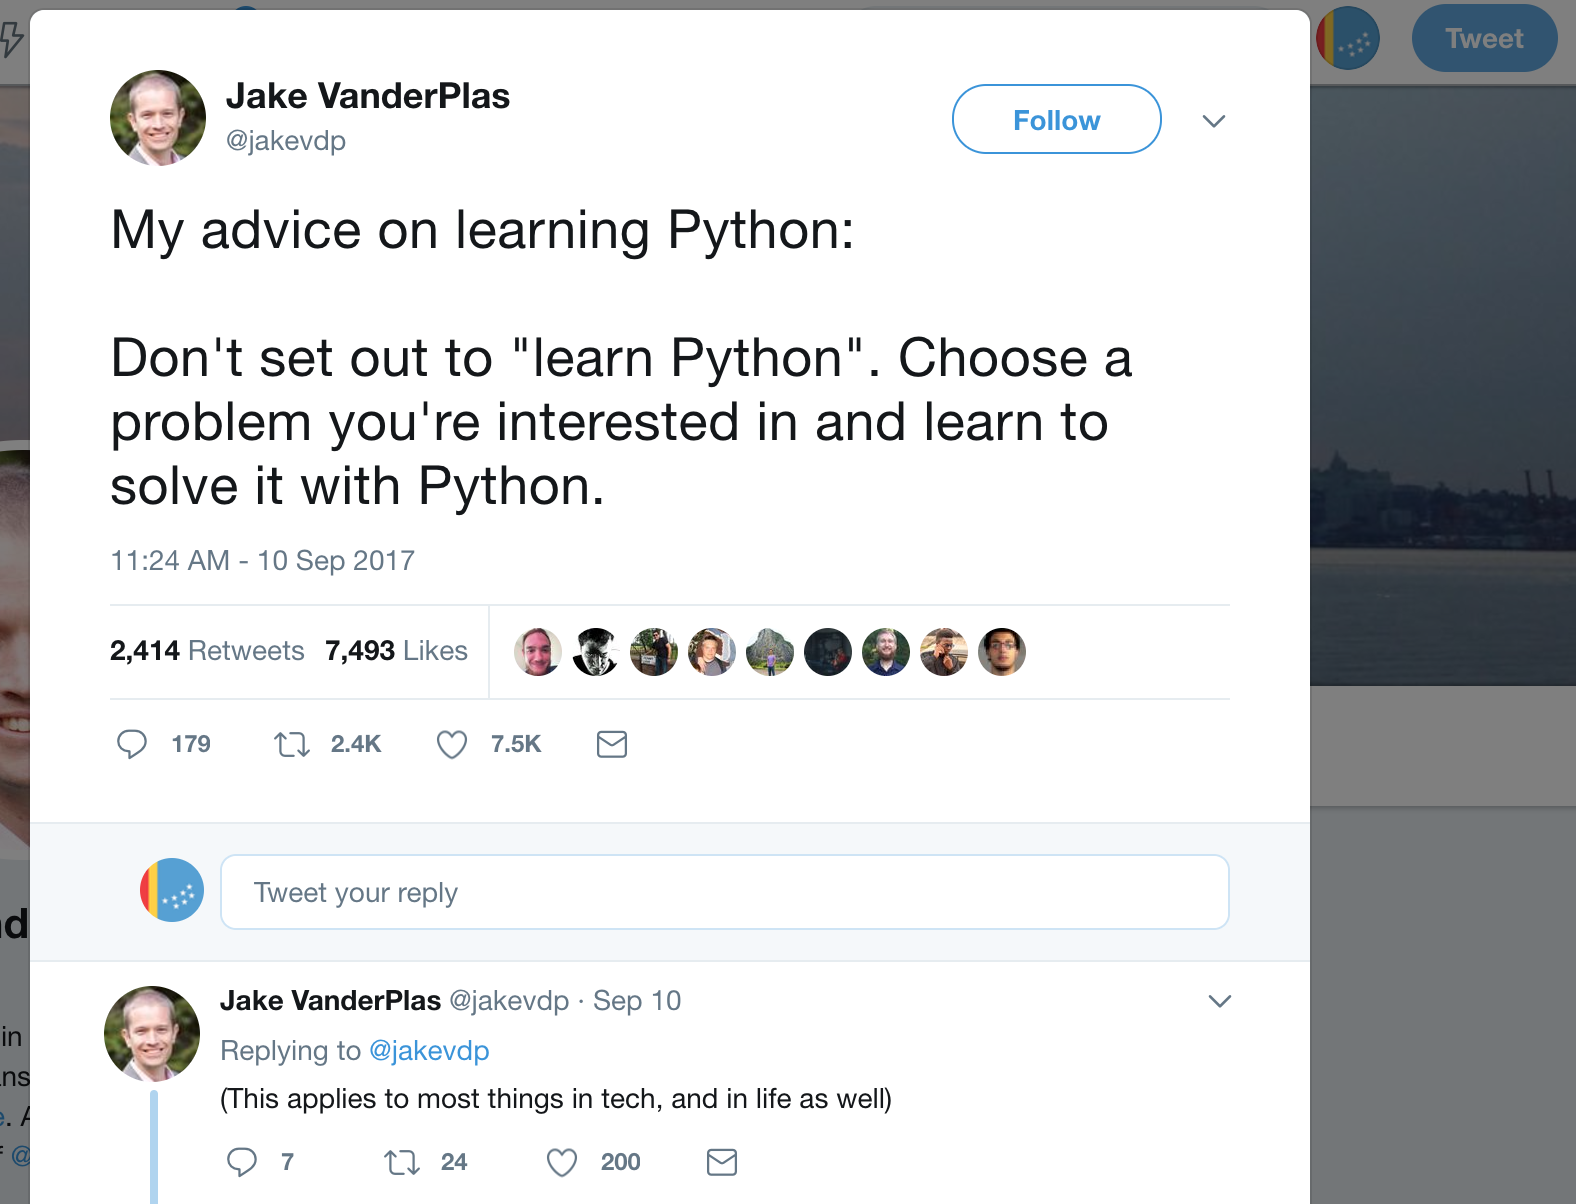 Tweet
Jake VanderPlas
@jakevdp
Follow
My advice on learning Python:
Don't set out to "learn Python". Choose a
problem you're interested in and learn to
solve it with Python.
11:24 AM - 10 Sep 2017
2,414 Retweets 7,493 Likes
179 2.4K 7.5K
Tweet your reply
Jake VanderPlas @jakevdp · Sep 10
Replying to @jakevdp
(This applies to most things in tech, and in life as well)
7 24 200